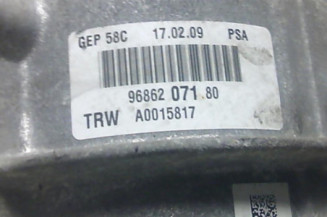 GEP 58C 17.02.09 PSA
96862 071 80
TRW A0015817